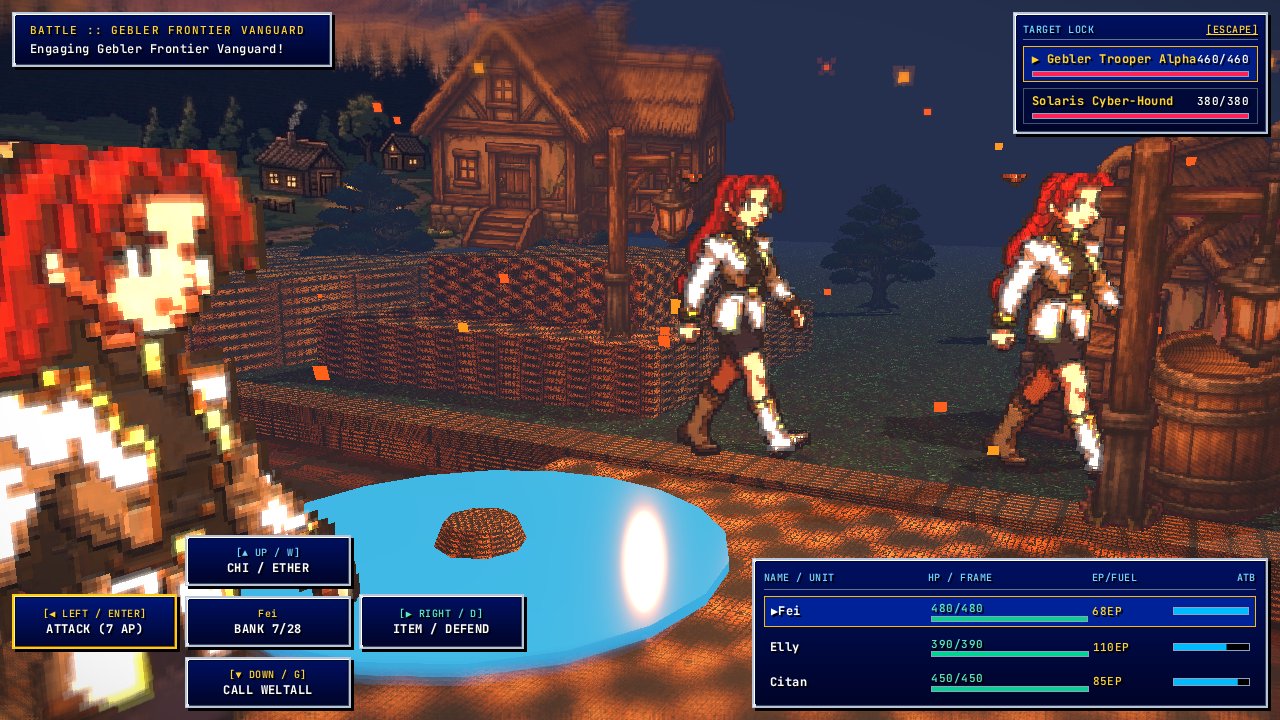 BATTLE :: GEBLER FRONTIER VANGUARD
Engaging Gebler Frontier Vanguard!
TARGET LOCK [ESCAPE]
▶ Gebler Trooper Alpha 460/460
Solaris Cyber-Hound 380/380
[▲ UP / W]
CHI / ETHER
[◀ LEFT / ENTER]
ATTACK (7 AP)
Fei
BANK 7/28
[▶ RIGHT / D]
ITEM / DEFEND
[▼ DOWN / G]
CALL WELTALL
NAME / UNIT HP / FRAME EP/FUEL ATB
▶Fei 480/480 68EP
Elly 390/390 110EP
Citan 450/450 85EP